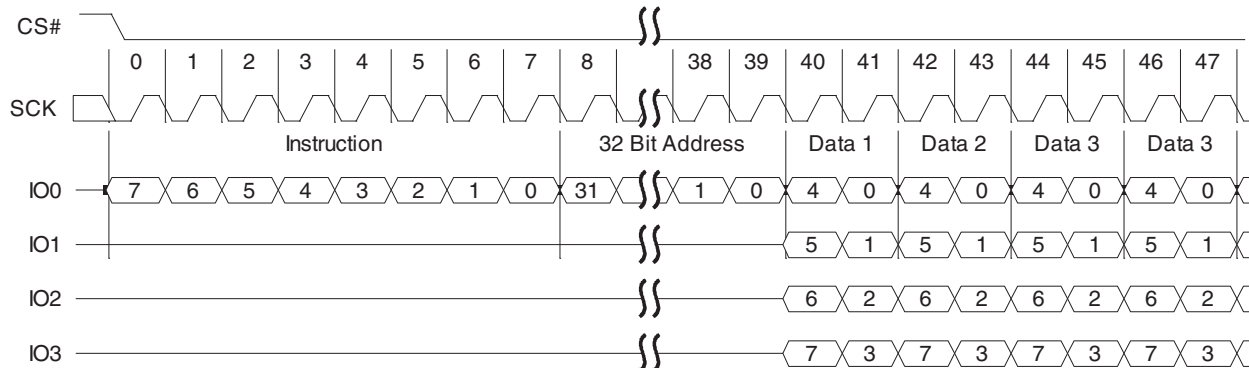 CS#
0 1 2 3 4 5 6 7 8 38 39 40 41 42 43 44 45 46 47
SCK
Instruction 32 Bit Address Data 1 Data 2 Data 3 Data 3
IO0 7 6 5 4 3 2 1 0 31 1 0 4 0 4 0 4 0 4 0
IO1 5 1 5 1 5 1 5 1
IO2 6 2 6 2 6 2 6 2
IO3 7 3 7 3 7 3 7 3